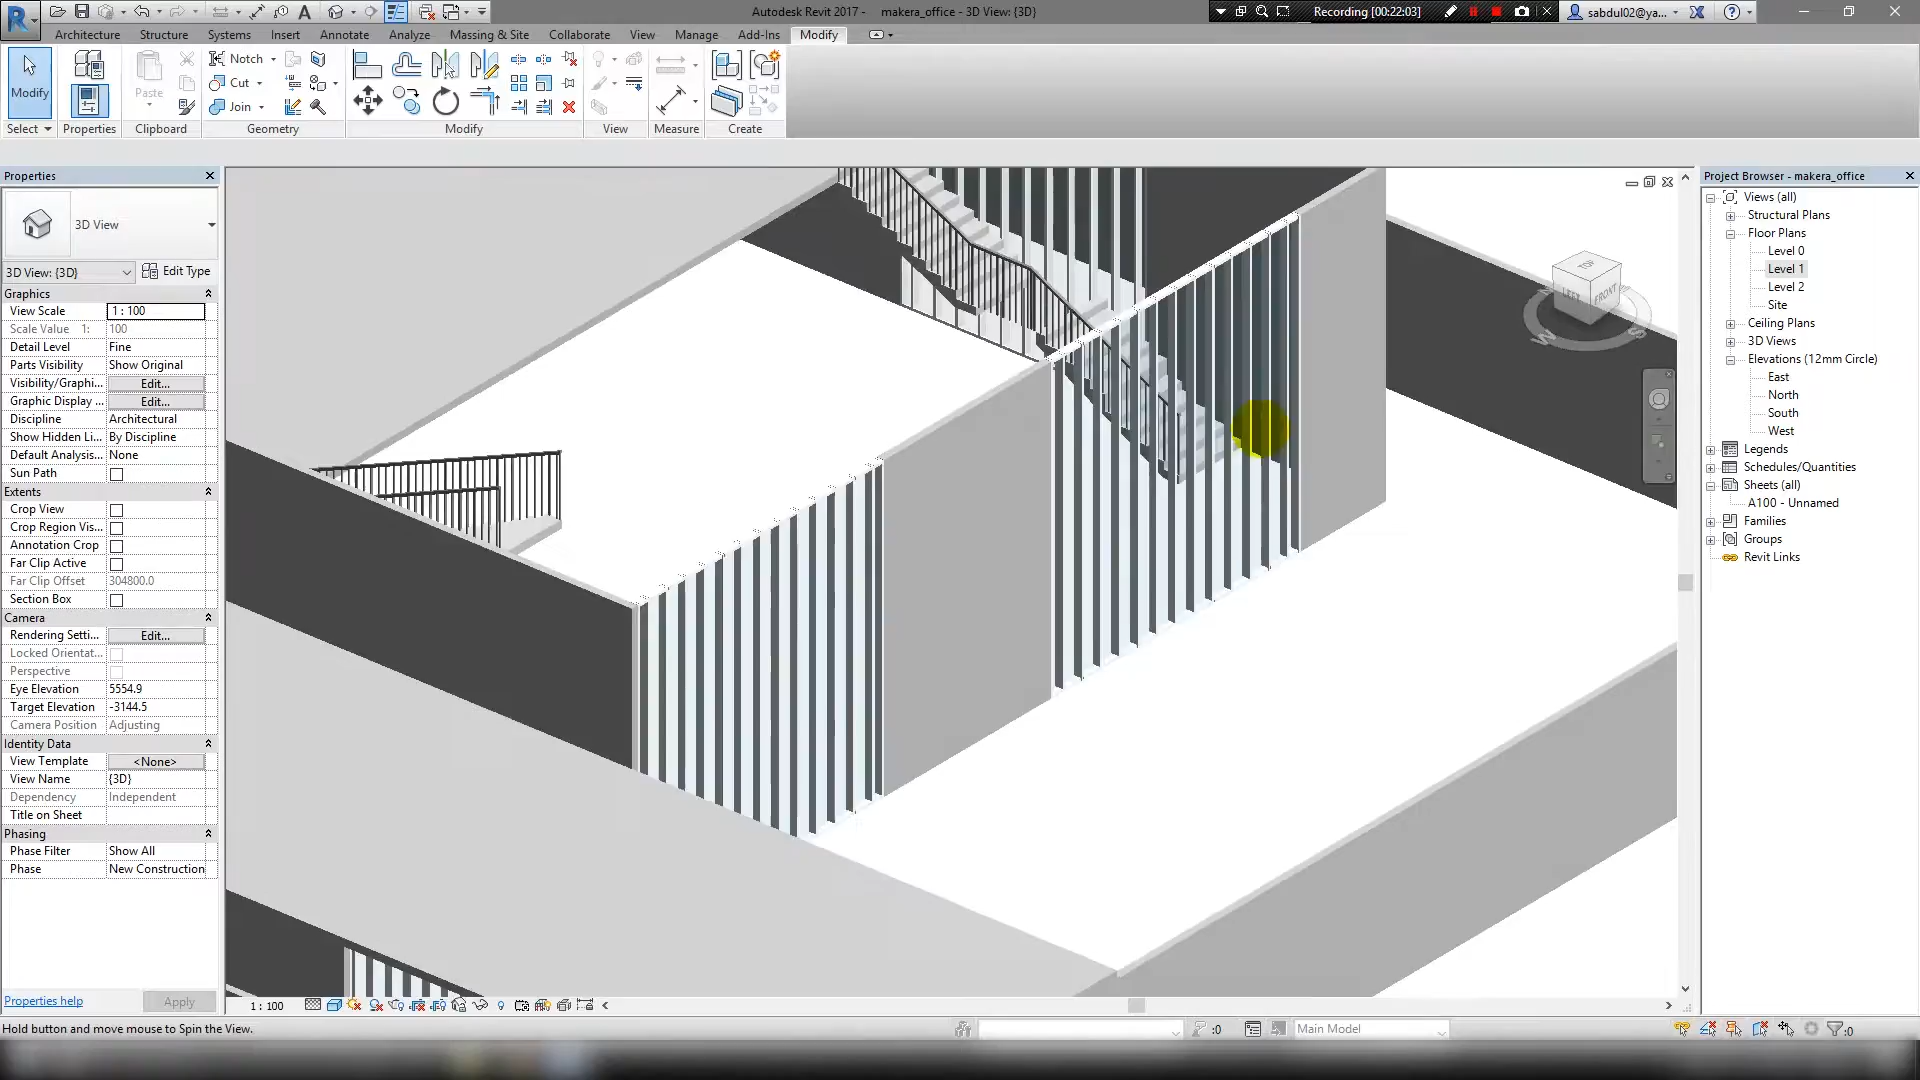 Autodesk Revit 2017 - makera_office - 3D View: {3D}
Recording [00:22:03]
sabdul02@ya...
Architecture Structure Systems Insert Annotate Analyze Massing & Site Collaborate View Manage Add-Ins Modify
Modify
Paste
Notch
Cut
Join
Select Properties Clipboard Geometry Modify View Measure Create
Properties
3D View
3D View: {3D} Edit Type
Graphics
View Scale 1 : 100
Scale Value 1: 100
Detail Level Fine
Parts Visibility Show Original
Visibility/Graphi... Edit...
Graphic Display ... Edit...
Discipline Architectural
Show Hidden Li... By Discipline
Default Analysis... None
Sun Path
Extents
Crop View
Crop Region Vis...
Annotation Crop
Far Clip Active
Far Clip Offset 304800.0
Section Box
Camera
Rendering Setti... Edit...
Locked Orientat...
Perspective
Eye Elevation 5554.9
Target Elevation -3144.5
Camera Position Adjusting
Identity Data
View Template <None>
View Name {3D}
Dependency Independent
Title on Sheet
Phasing
Phase Filter Show All
Phase New Construction
Properties help Apply
TOP
LEFT FRONT
W S
Project Browser - makera_office
Views (all)
Structural Plans
Floor Plans
Level 0
Level 1
Level 2
Site
Ceiling Plans
3D Views
Elevations (12mm Circle)
East
North
South
West
Legends
Schedules/Quantities
Sheets (all)
A100 - Unnamed
Families
Groups
Revit Links
1 : 100
Hold button and move mouse to Spin the View.
:0
Main Model
:0